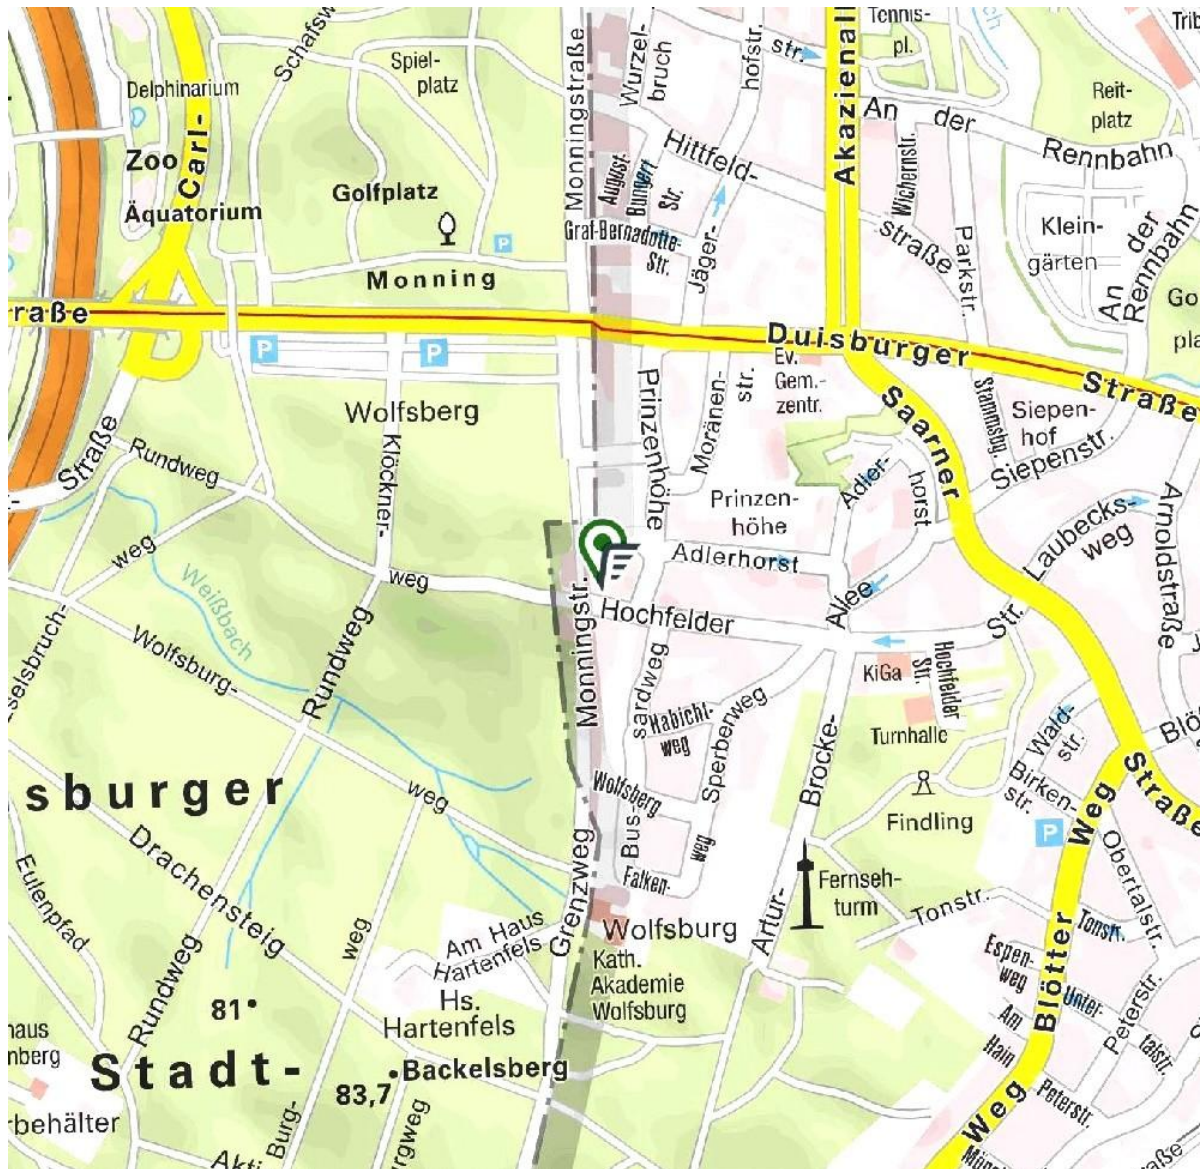 Schafsw
Spiel-
platz
Delphinarium
Zoo
Äquatorium
Carl-
Golfplatz
Monning
Monningstraße
Wurzel-
bruch
hofstr.
str.
Akazienall
Tennis-
pl.
ch
Trib
Reit-
platz
An der
Rennbahn
Hittfeld-
straße
August-
Bungert
Str.
Graf-Bernadotte-
Str.
Jäger-
Wichernstr.
Parkstr.
Klein-
gärten
An der
Rennbahn
Go
pla
raße
P
P
P
Duisburger
Straße
Ev.
Gem.-
zentr.
Wolfsberg
Prinzenhöhe
Moränen-
str.
Saarner
Stammsbg.
Siepen-
hof
Siepenstr.
Straße
Rundweg
Klöckner-
weg
Adler-
horst
Prinzen-
höhe
Laubecks-
weg
Arnoldstraße
weg
Weißbach
Adlerhorst
Allee
Hochfelder
Str.
Monningstr.
sselsbruch-
Wolfsburg-
Rundweg
KiGa
Hochfelder
Str.
sardweg
Habicht-
weg
Sperberweg
Brocke-
Turnhalle
Wald-
str.
Blö
Birken-
str.
Straße
sburger
weg
Wolfsberg
Bus-
weg
Findling
P
Weg
Obertalstr.
Drachensteig
Eulenpfad
Grenzweg
Falken-
Fernseh-
turm
Tonstr.
Tonstr.
weg
Am Haus
Hartenfels
Wolfsburg
Artur-
Espen-
weg
Blötter
Rundweg
81
Hs.
Hartenfels
Kath.
Akademie
Wolfsburg
Unter-
talstr.
Peterstr.
Am
Hain
haus
nberg
Stadt-
Backelsberg
83,7
Peterstr.
rbehälter
Akti
Burg-
rgweg
Weg
raße